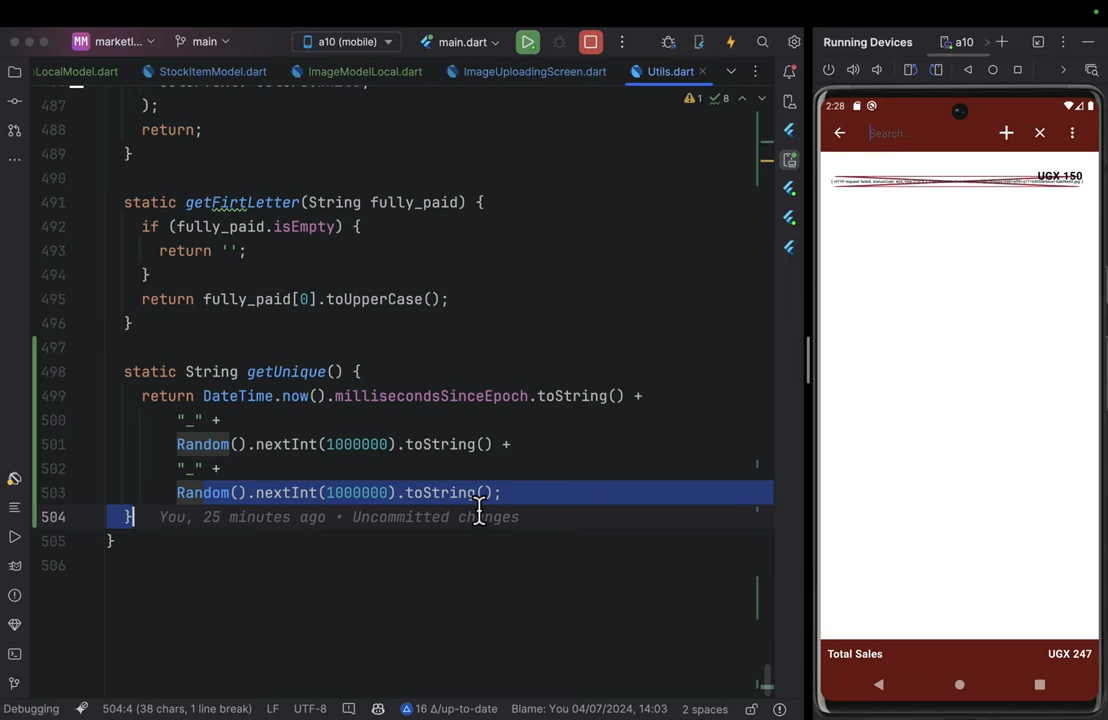 MM marketl... main a10 (mobile) main.dart
Running Devices a10
LocalModel.dart StockItemModel.dart ImageModelLocal.dart ImageUploadingScreen.dart Utils.dart
1 8
487 );
488 return;
489 }
490
491 static getFirtLetter(String fully_paid) {
492 if (fully_paid.isEmpty) {
493 return '';
494 }
495 return fully_paid[0].toUpperCase();
496 }
497
498 static String getUnique() {
499 return DateTime.now().millisecondsSinceEpoch.toString() +
500 "_" +
501 Random().nextInt(1000000).toString() +
502 "_" +
503 Random().nextInt(1000000).toString();
504 } You, 25 minutes ago • Uncommitted changes
505 }
506
2:28
Search...
UGX 150
Total Sales UGX 247
Debugging 504:4 (38 chars, 1 line break) LF UTF-8 16 Δ/up-to-date Blame: You 04/07/2024, 14:03 2 spaces